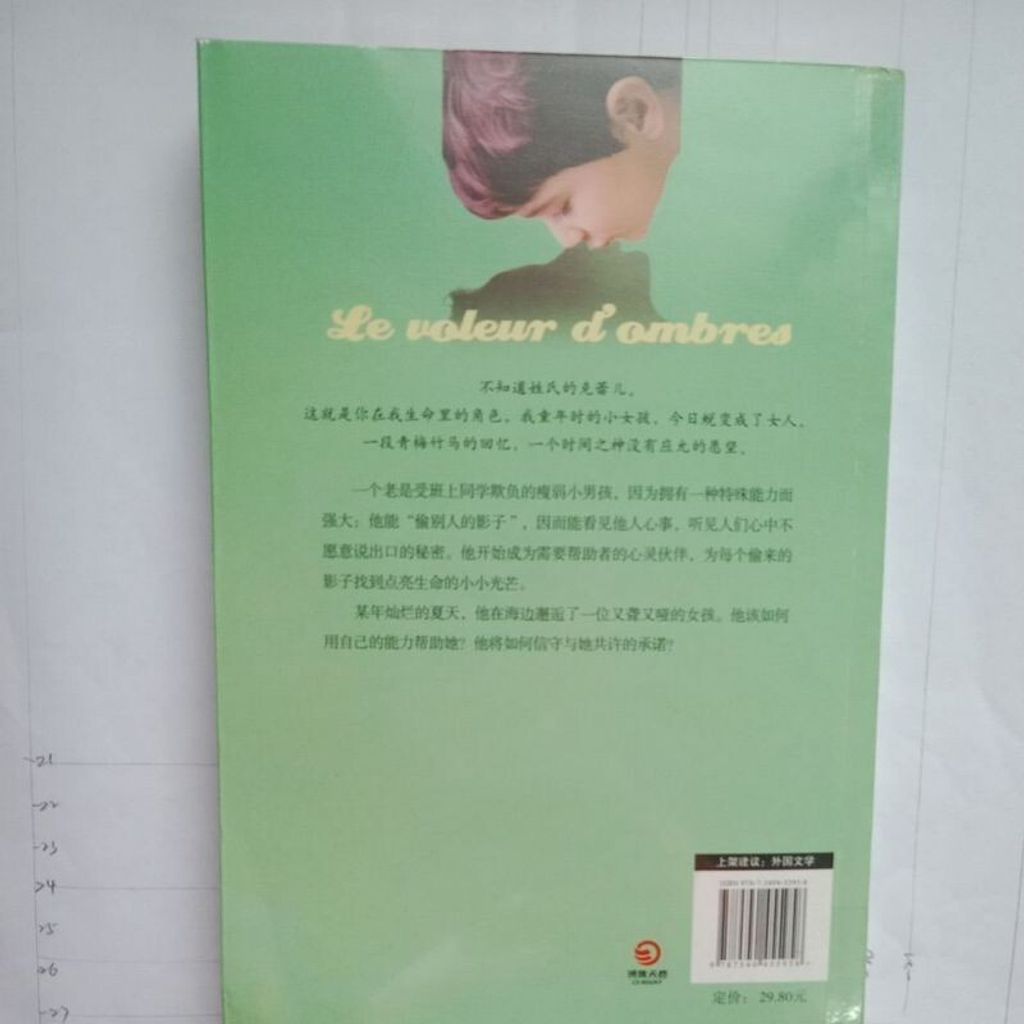 Le voleur d'ombres
不知道姓氏的克蕾儿。
这就是你在我生命里的角色，我童年时的小女孩，今日蜕变成了女人，
一段青梅竹马的回忆，一个时间之神没有应允的愿望。
一个老是受班上同学欺负的瘦弱小男孩，因为拥有一种特殊能力而
强大：他能“偷别人的影子”，因而能看见他人心事，听见人们心中不
愿意说出口的秘密。他开始成为需要帮助者的心灵伙伴，为每个偷来的
影子找到点亮生命的小小光芒。
某年灿烂的夏天，他在海边邂逅了一位又聋又哑的女孩。他该如何
用自己的能力帮助她？他将如何信守与她共许的承诺？
21
22
23
24
25
26
27
上架建议：外国文学
定价：29.80元